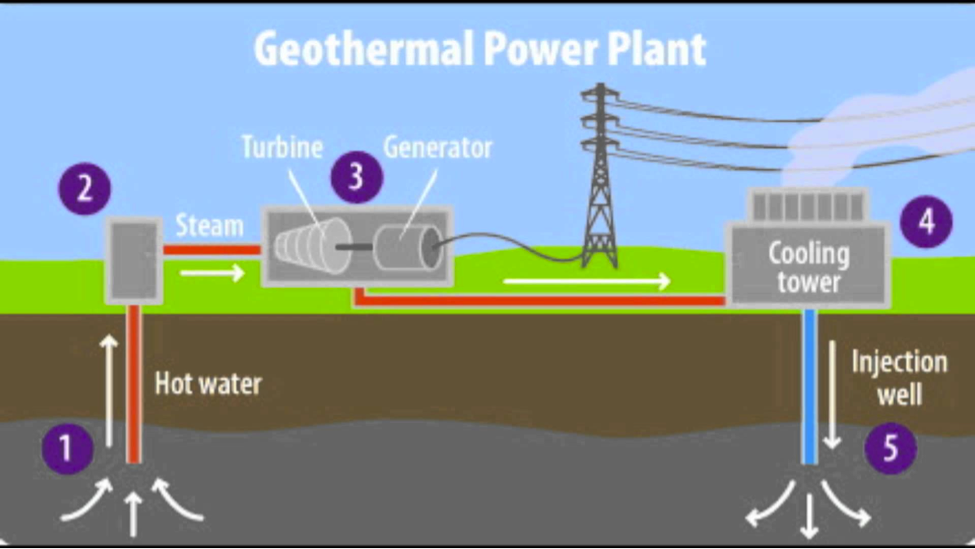 Geothermal Power Plant
Turbine
3
Generator
2
Steam
4
Cooling
tower
Hot water
Injection
well
1
5